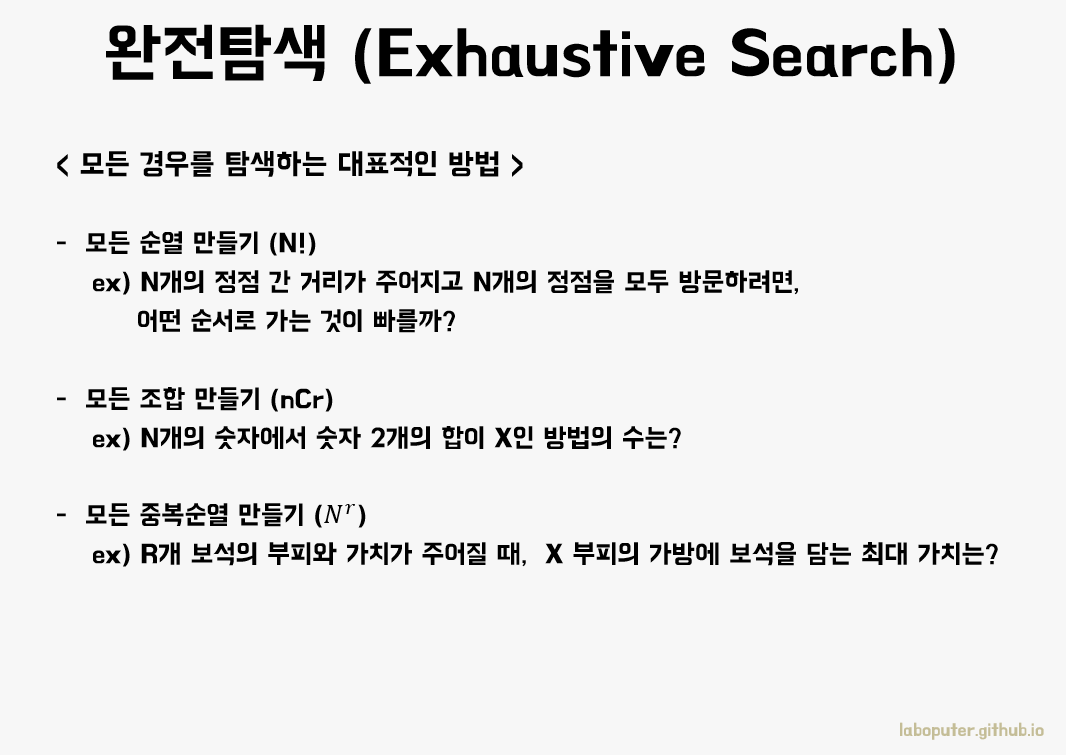 완전탐색 (Exhaustive Search)
< 모든 경우를 탐색하는 대표적인 방법 >
- 모든 순열 만들기 (N!)
ex) N개의 정점 간 거리가 주어지고 N개의 정점을 모두 방문하려면,
어떤 순서로 가는 것이 빠를까?
- 모든 조합 만들기 (nCr)
ex) N개의 숫자에서 숫자 2개의 합이 X인 방법의 수는?
- 모든 중복순열 만들기 (𝑁ʳ)
ex) R개 보석의 부피와 가치가 주어질 때, X 부피의 가방에 보석을 담는 최대 가치는?
laboputer.github.io